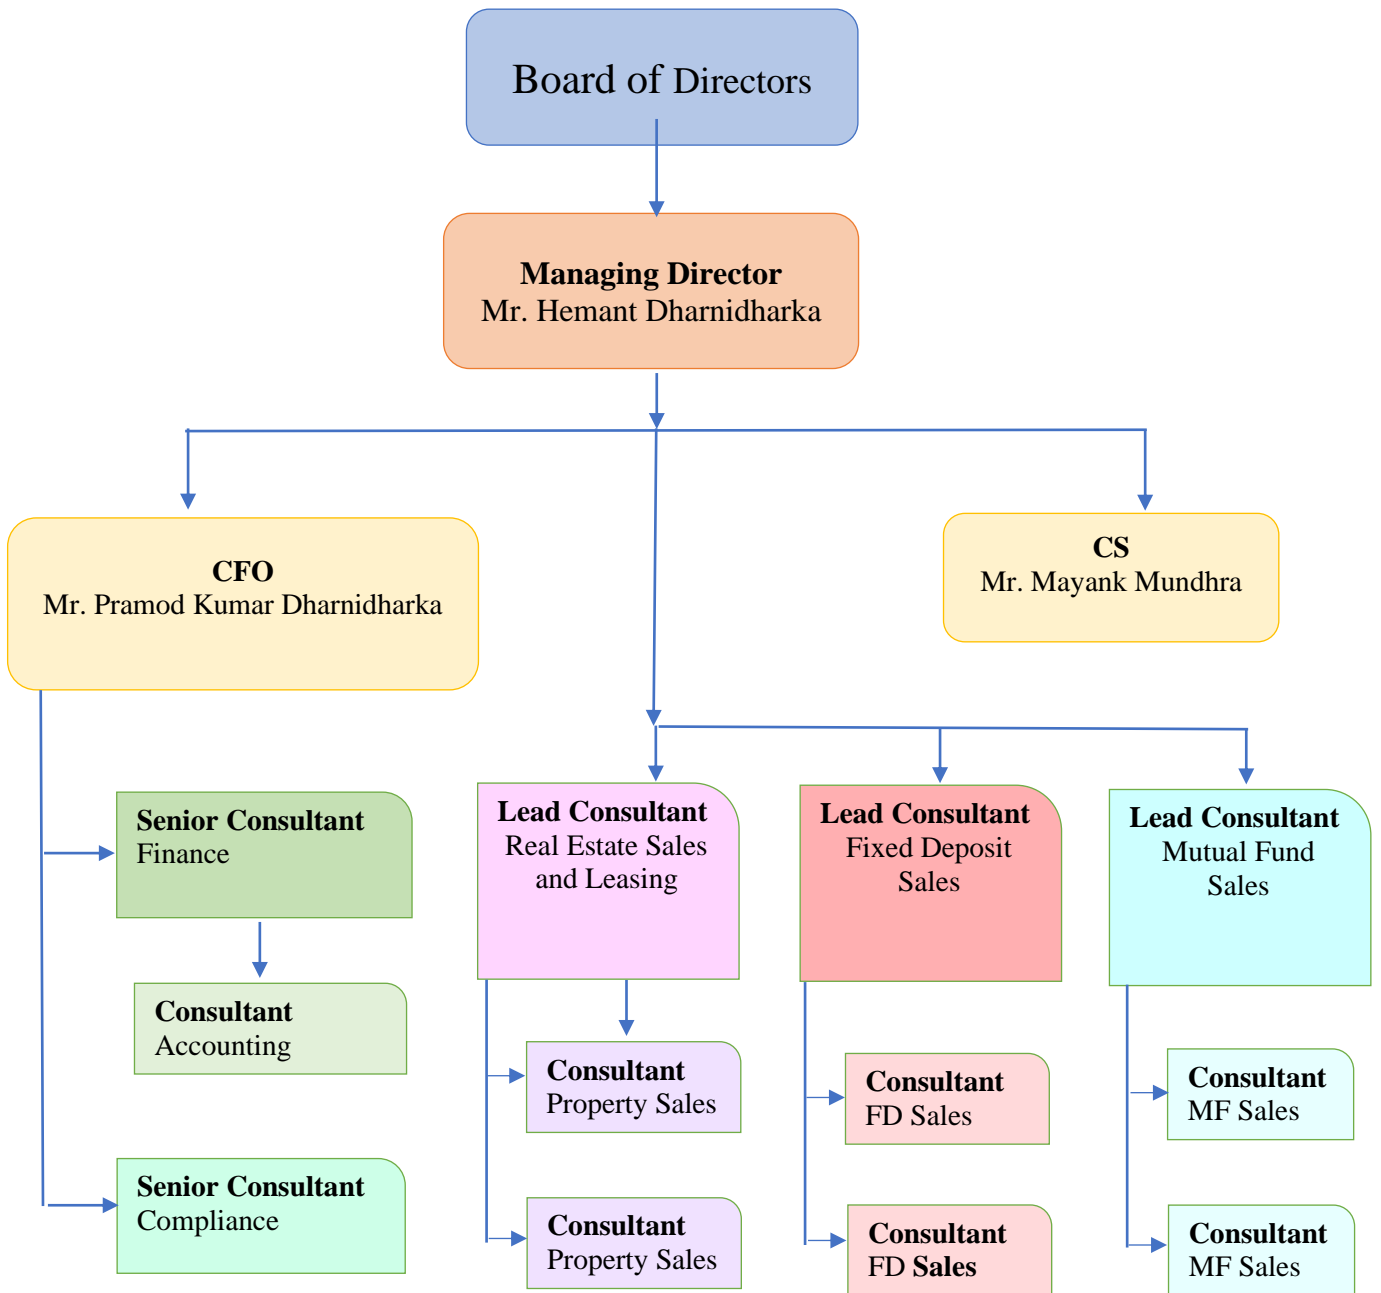 Board of Directors
Managing Director
Mr. Hemant Dharnidharka
CFO
Mr. Pramod Kumar Dharnidharka
CS
Mr. Mayank Mundhra
Senior Consultant
Finance
Consultant
Accounting
Senior Consultant
Compliance
Lead Consultant
Real Estate Sales
and Leasing
Consultant
Property Sales
Consultant
Property Sales
Lead Consultant
Fixed Deposit
Sales
Consultant
FD Sales
Consultant
FD Sales
Lead Consultant
Mutual Fund
Sales
Consultant
MF Sales
Consultant
MF Sales